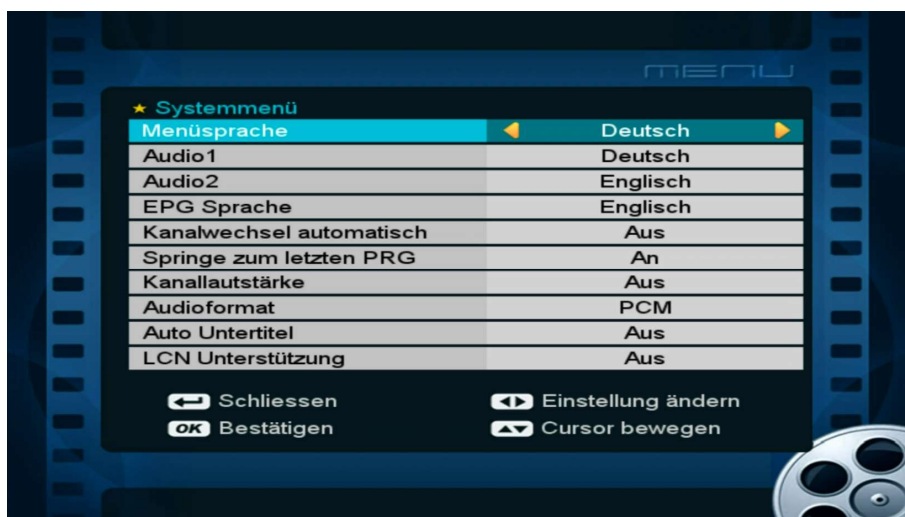 MENU
Systemmenü
Menüsprache Deutsch
Audio1 Deutsch
Audio2 Englisch
EPG Sprache Englisch
Kanalwechsel automatisch Aus
Springe zum letzten PRG An
Kanallautstärke Aus
Audioformat PCM
Auto Untertitel Aus
LCN Unterstützung Aus
Schliessen Einstellung ändern
OK Bestätigen Cursor bewegen